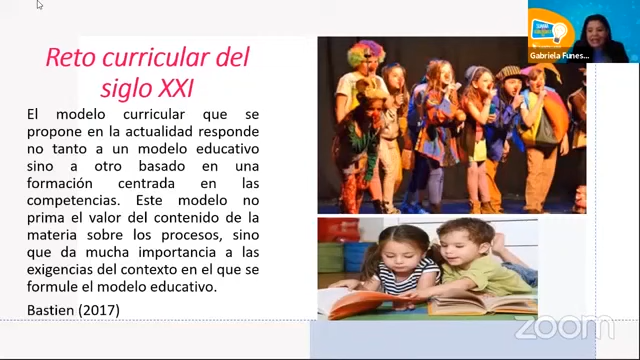 Reto curricular del
siglo XXI
El modelo curricular que se
propone en la actualidad responde
no tanto a un modelo educativo
sino a otro basado en una
formación centrada en las
competencias. Este modelo no
prima el valor del contenido de la
materia sobre los procesos, sino
que da mucha importancia a las
exigencias del contexto en el que se
formule el modelo educativo.
Bastien (2017)
Gabriela Funes...
zoom